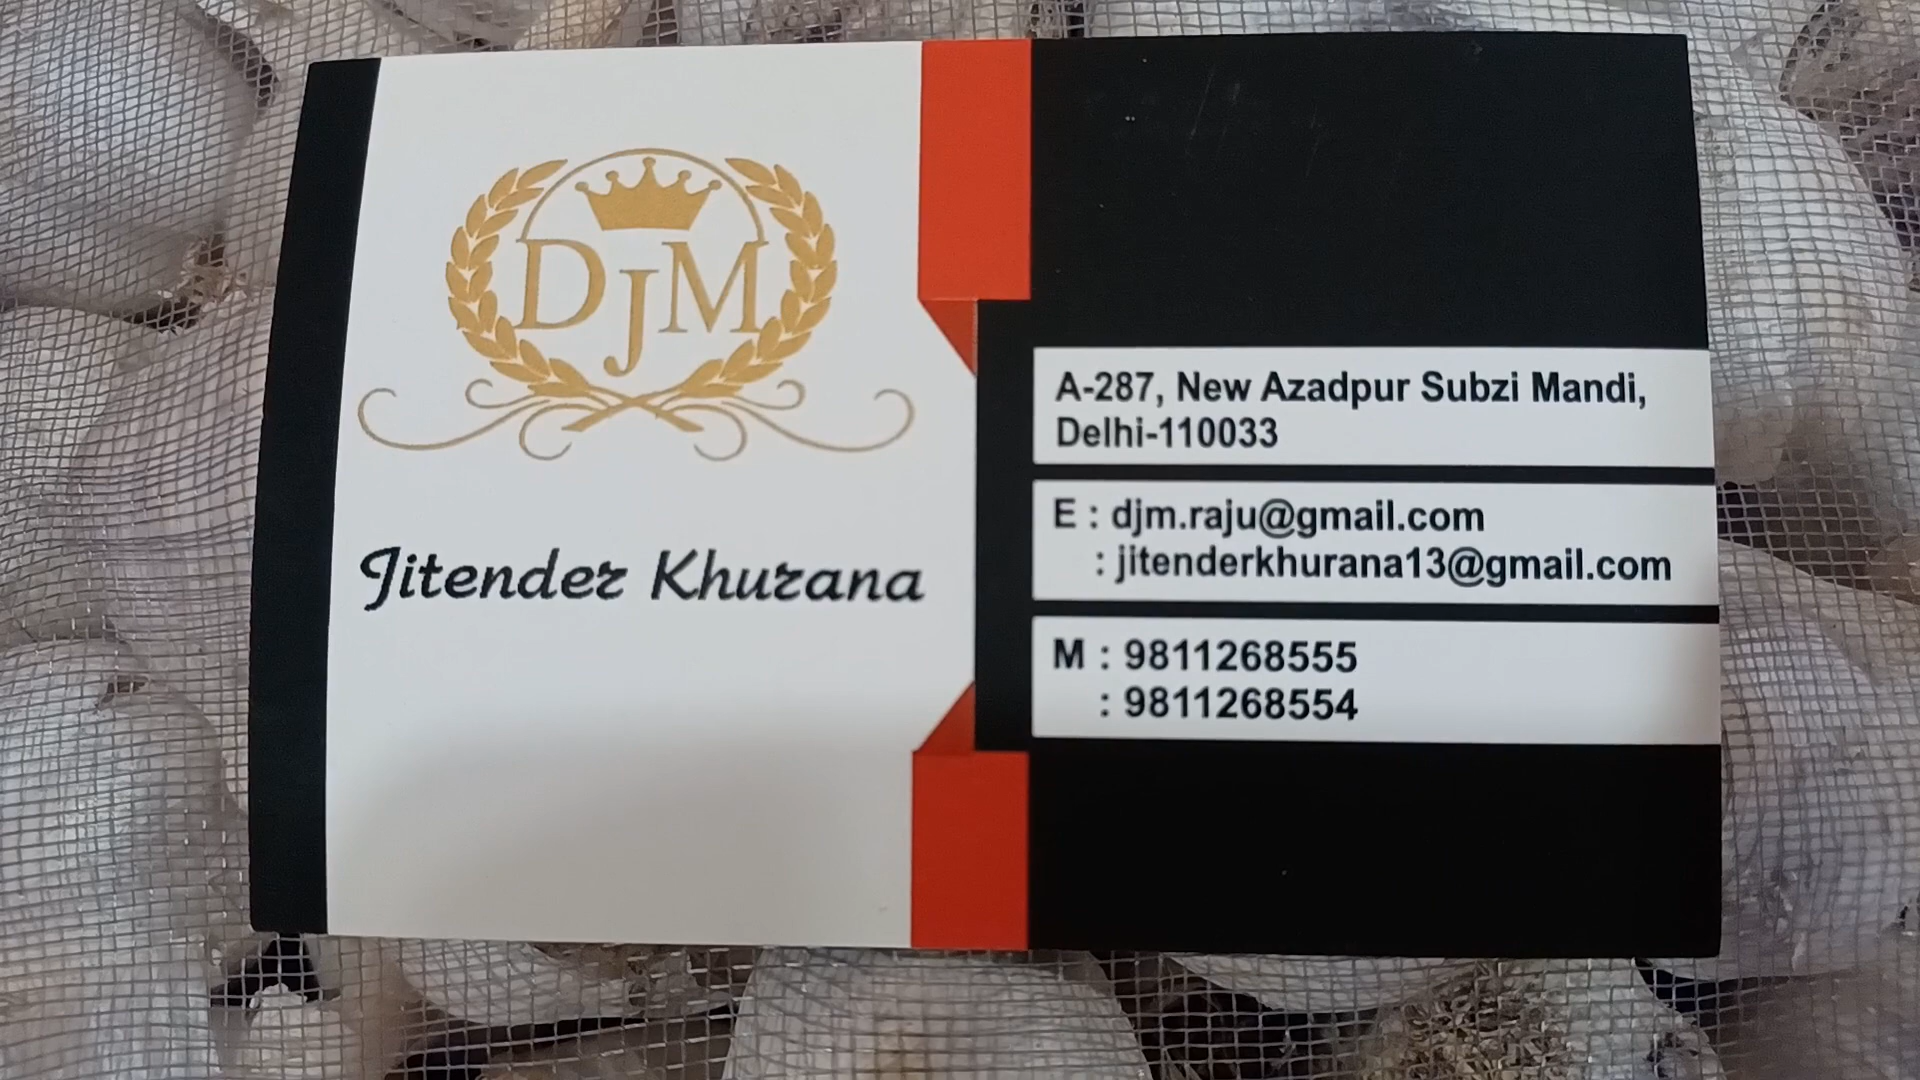 DJM
Jitender Khurana
A-287, New Azadpur Subzi Mandi,
Delhi-110033
E : djm.raju@gmail.com
: jitenderkhurana13@gmail.com
M : 9811268555
: 9811268554